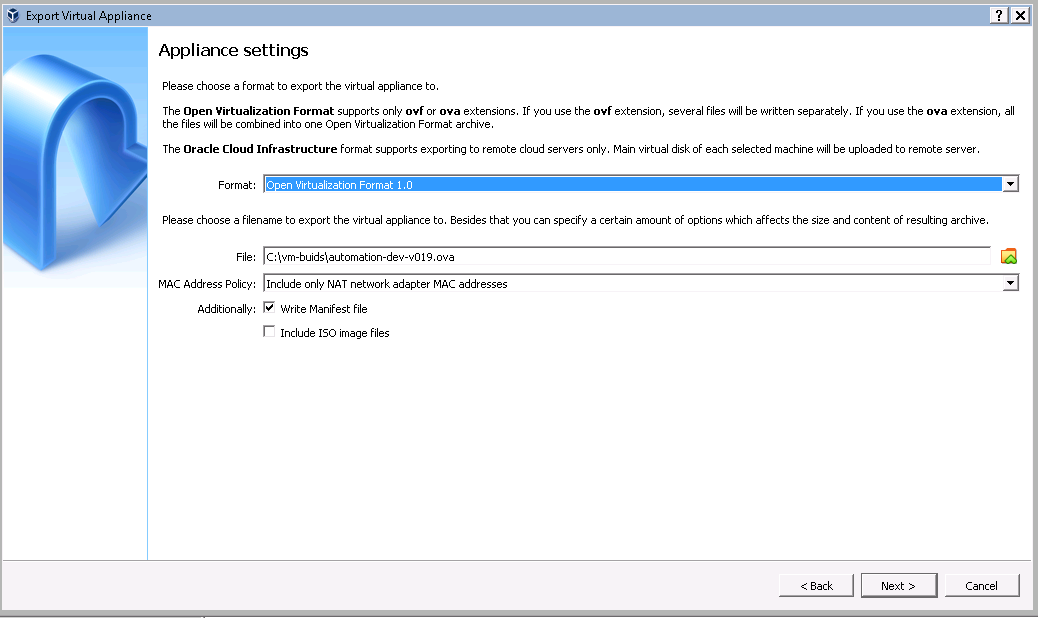 Export Virtual Appliance
Appliance settings
Please choose a format to export the virtual appliance to.
The Open Virtualization Format supports only ovf or ova extensions. If you use the ovf extension, several files will be written separately. If you use the ova extension, all
the files will be combined into one Open Virtualization Format archive.
The Oracle Cloud Infrastructure format supports exporting to remote cloud servers only. Main virtual disk of each selected machine will be uploaded to remote server.
Format: Open Virtualization Format 1.0
Please choose a filename to export the virtual appliance to. Besides that you can specify a certain amount of options which affects the size and content of resulting archive.
File: C:\vm-buids\automation-dev-v019.ova
MAC Address Policy: Include only NAT network adapter MAC addresses
Additionally: Write Manifest file
Include ISO image files
< Back Next > Cancel